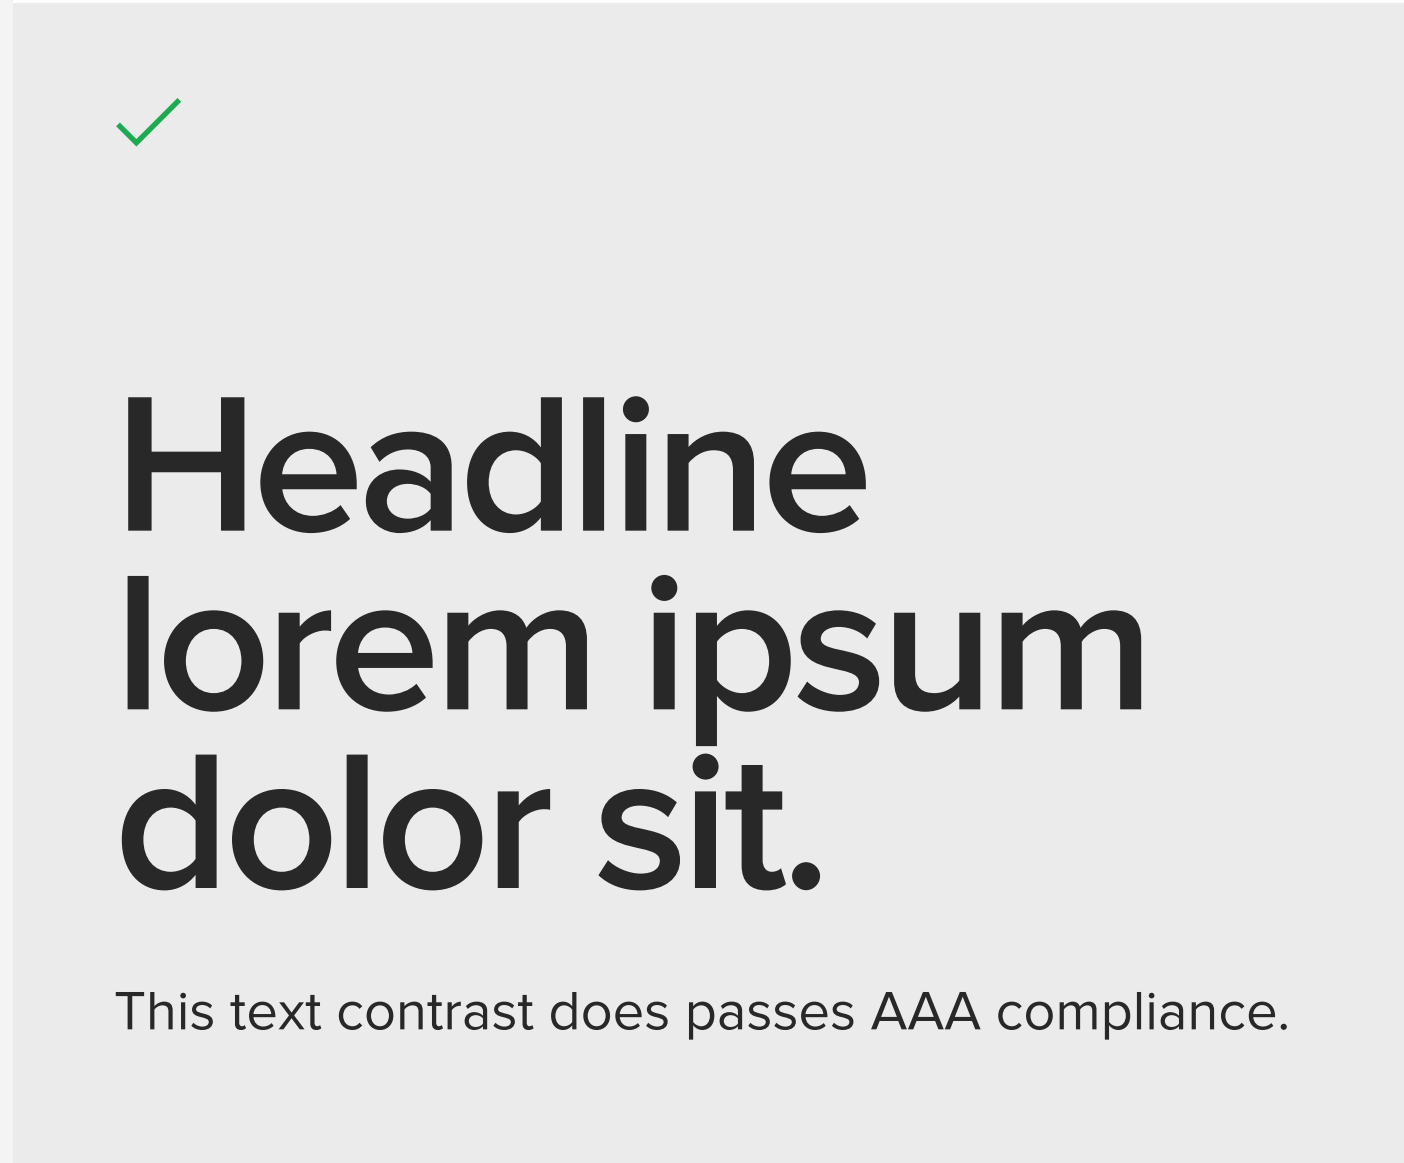 Headline
lorem ipsum
dolor sit.
This text contrast does passes AAA compliance.